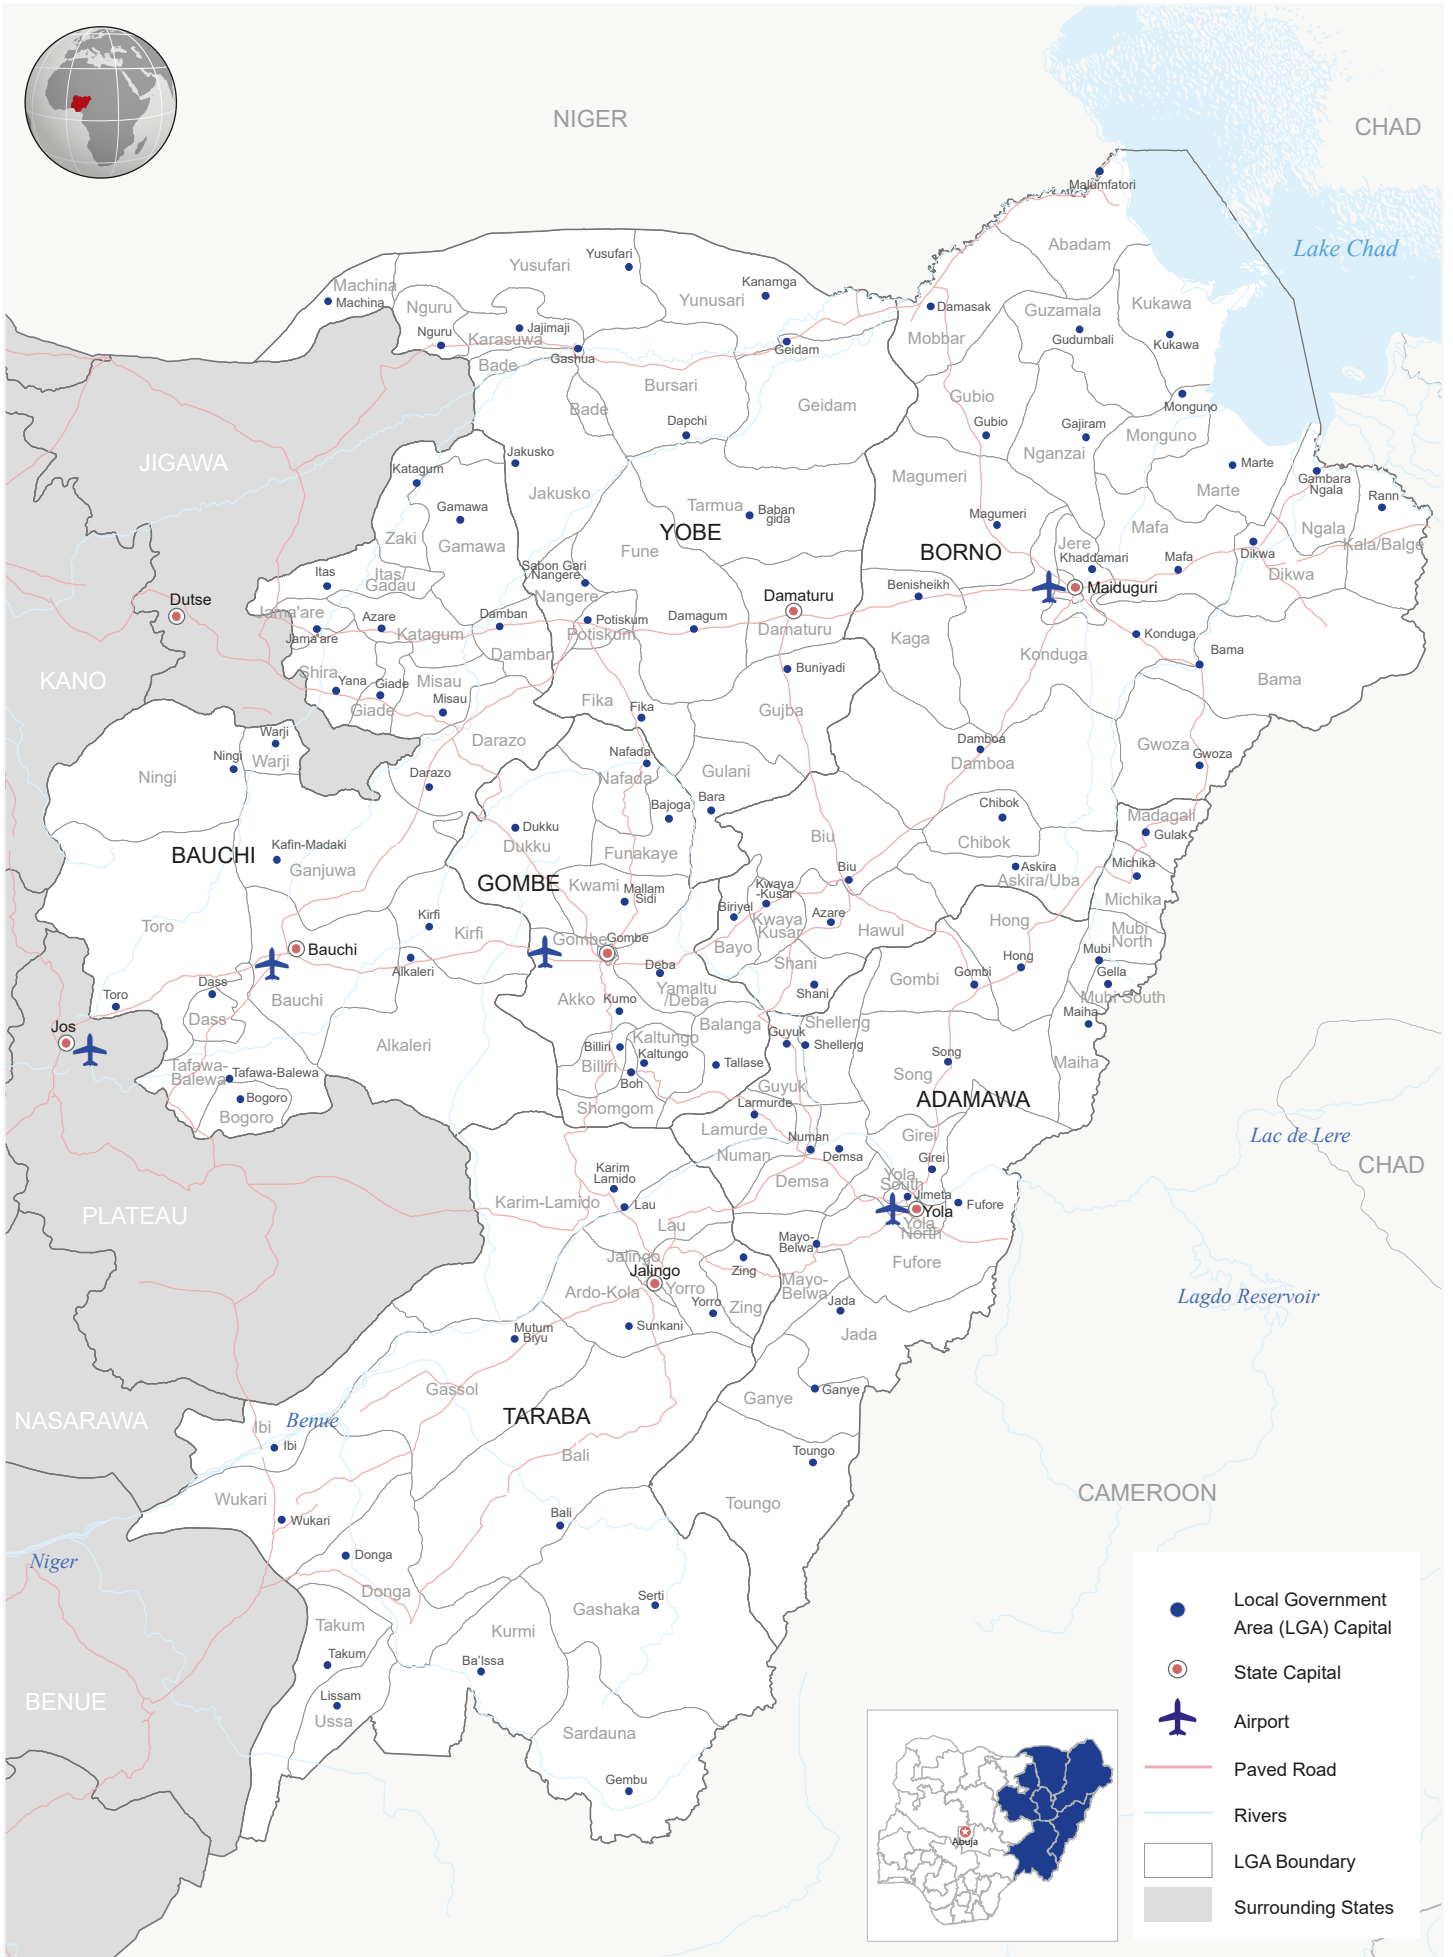 NIGER
CHAD
Malumfatori
Lake Chad
Abadam
Yusufari
Yusufari
Machina
Machina
Kanamga
Yunusari
Nguru
Nguru
Jajimaji
Karasuwa
Gashua
Bade
Geidam
Damasak
Mobbar
Guzamala
Gudumbali
Kukawa
Kukawa
Bursari
Bade
Geidam
Dapchi
Gubio
Gubio
Gajiram
Nganzai
Monguno
Monguno
JIGAWA
Katagum
Jakusko
Jakusko
Magumeri
Magumeri
Marte
Marte
Gambara
Ngala
Rann
Gamawa
Gamawa
Zaki
Tarmua
Baban
gida
YOBE
Fune
BORNO
Jere
Khaddamari
Mafa
Mafa
Dikwa
Dikwa
Ngala
Kala/Balge
Itas
Itas/
Gadau
Sapon Gari
Nangere
Nangere
Benisheikh
Maiduguri
Dutse
Jama'are
Jama'are
Azare
Katagum
Damban
Damban
Potiskum
Potiskum
Damagum
Damaturu
Damaturu
Kaga
Konduga
Konduga
Bama
Bama
KANO
Shira
Yana
Giade
Giade
Misau
Misau
Buniyadi
Fika
Fika
Gujba
Warji
Warji
Ningi
Ningi
Darazo
Darazo
Nafada
Nafada
Gulani
Damboa
Damboa
Gwoza
Gwoza
Bajoga
Bara
Chibok
Chibok
Madagali
Gulak
Dukku
Dukku
Biu
Biu
BAUCHI
Kafin-Madaki
Ganjuwa
Funakaye
GOMBE
Kwami
Mallam
Sidi
Askira
Askira/Uba
Michika
Michika
Kwaya
-Kusar
Kwaya
Kusar
Biriyel
Azare
Hawul
Bayo
Toro
Toro
Kirfi
Kirfi
Bauchi
Bauchi
Alkaleri
Alkaleri
Gombe
Gombe
Deba
Yamaltu
/Deba
Shani
Shani
Hong
Hong
Gombi
Gombi
Mubi
North
Mubi
Gella
Mubi South
Maiha
Maiha
Dass
Dass
Jos
Akko
Kumo
Balanga
Billiri
Billiri
Kaltungo
Kaltungo
Boh
Tallase
Guyuk
Guyuk
Shelleng
Shelleng
Song
Song
ADAMAWA
Tafawa-
Balewa
Tafawa-Balewa
Bogoro
Bogoro
Shomgom
Larmurde
Lamurde
Numan
Numan
Demsa
Demsa
Girei
Girei
Lac de Lere
CHAD
Karim
Lamido
Karim-Lamido
Lau
Lau
Yola
South
Jimeta
Yola
Yola
North
Fufore
Fufore
PLATEAU
Mayo-
Belwa
Mayo-
Belwa
Jalingo
Jalingo
Ardo-Kola
Yorro
Yorro
Zing
Zing
Jada
Jada
Sunkani
Lagdo Reservoir
Mutum
Biyu
Gassol
Ganye
Ganye
NASARAWA
Ibi
Ibi
Benue
TARABA
Bali
Bali
Toungo
Toungo
Wukari
Wukari
CAMEROON
Niger
Donga
Donga
Serti
Gashaka
Takum
Takum
Kurmi
Ba'Issa
BENUE
Lissam
Ussa
Sardauna
Gembu
Local Government
Area (LGA) Capital
State Capital
Airport
Paved Road
Rivers
LGA Boundary
Surrounding States
Abuja